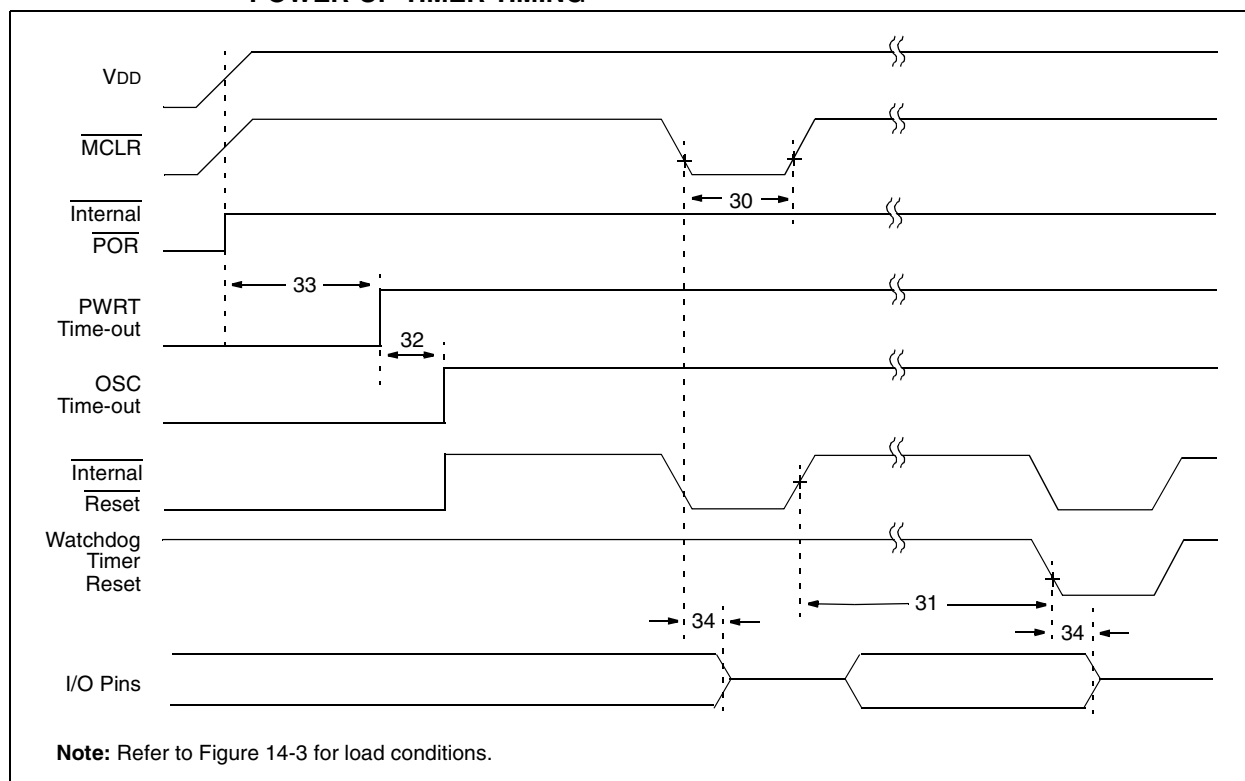 POWER-UP TIMER TIMING
VDD
MCLR
Internal
POR
30
33
PWRT
Time-out
32
OSC
Time-out
Internal
Reset
Watchdog
Timer
Reset
31
34
34
I/O Pins
Note: Refer to Figure 14-3 for load conditions.